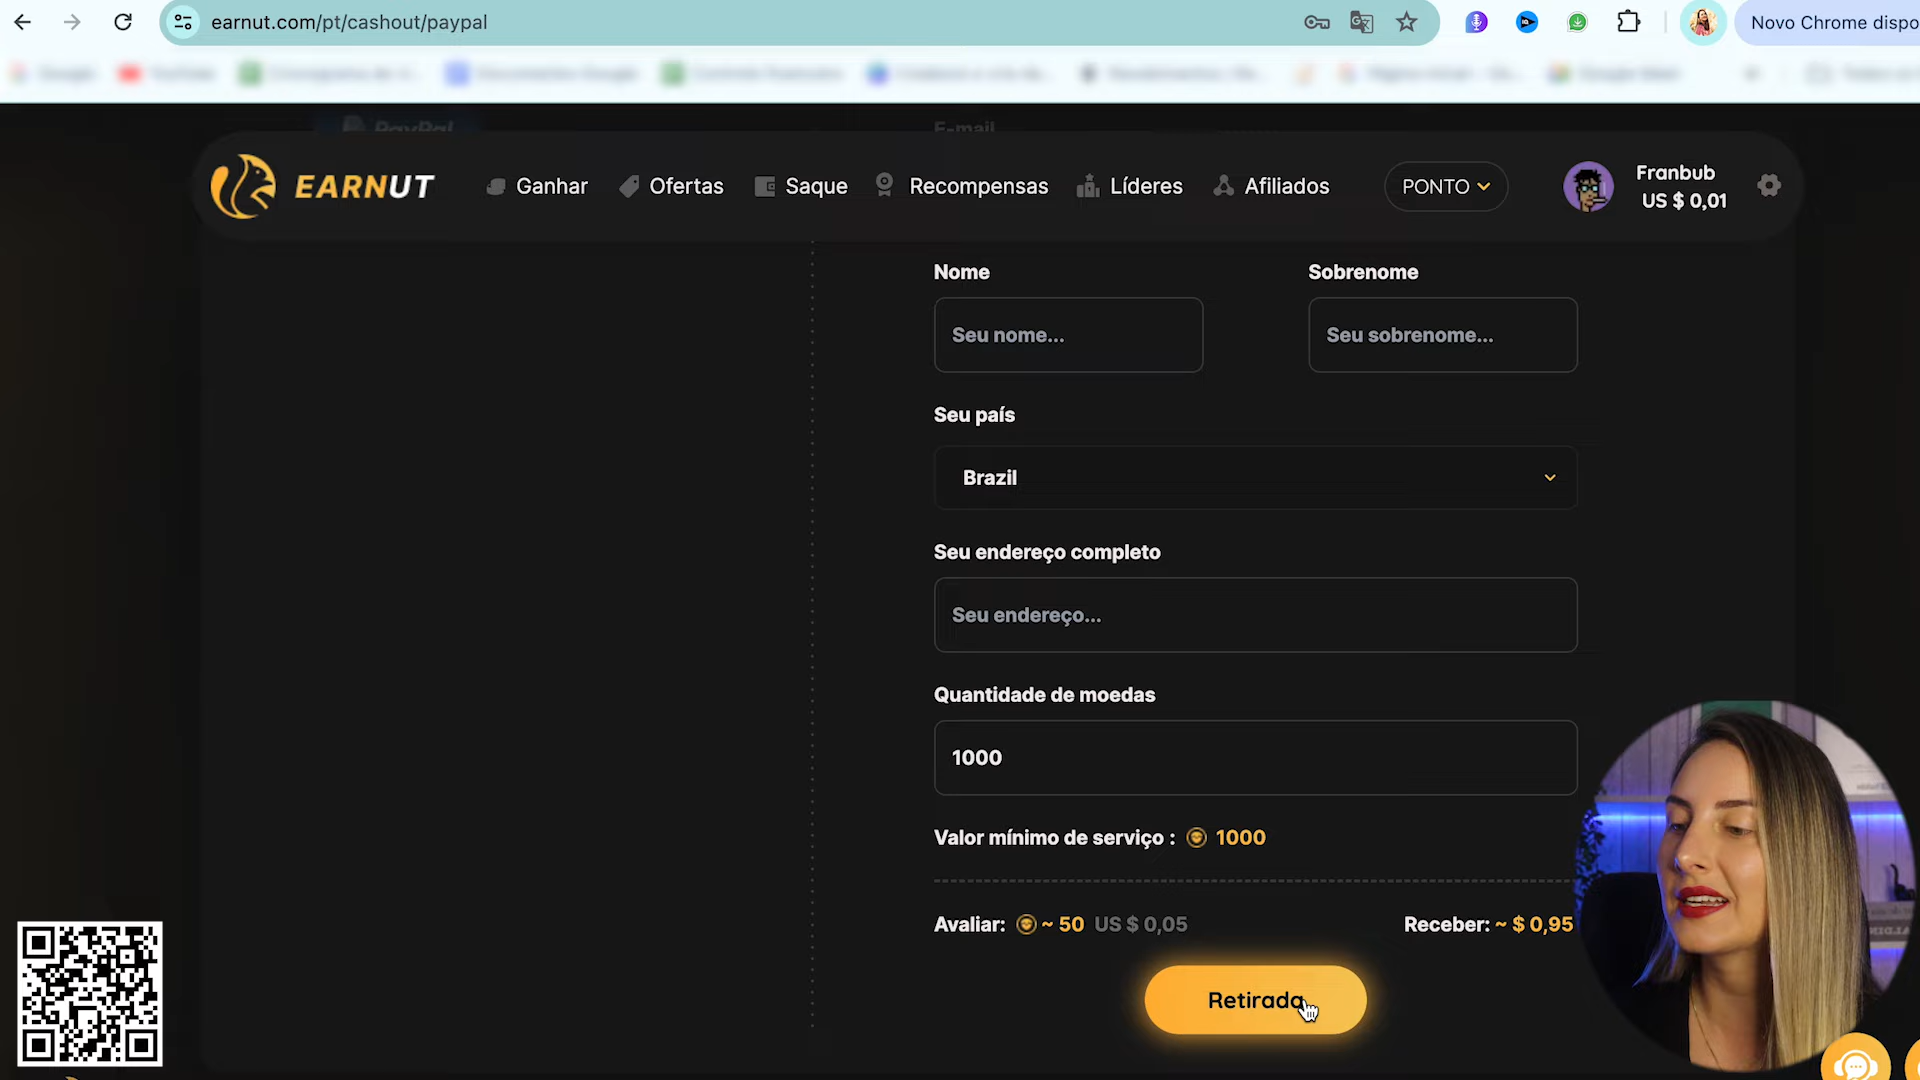 earnut.com/pt/cashout/paypal
Novo Chrome dispo
PayPal
E-mail
EARNUT
Ganhar
Ofertas
Saque
Recompensas
Líderes
Afiliados
PONTO
Franbub
US $ 0,01
Nome
Sobrenome
Seu nome...
Seu sobrenome...
Seu país
Brazil
Seu endereço completo
Seu endereço...
Quantidade de moedas
1000
Valor mínimo de serviço : 1000
Avaliar: ~ 50 US $ 0,05
Receber: ~ $ 0,95
Retirada